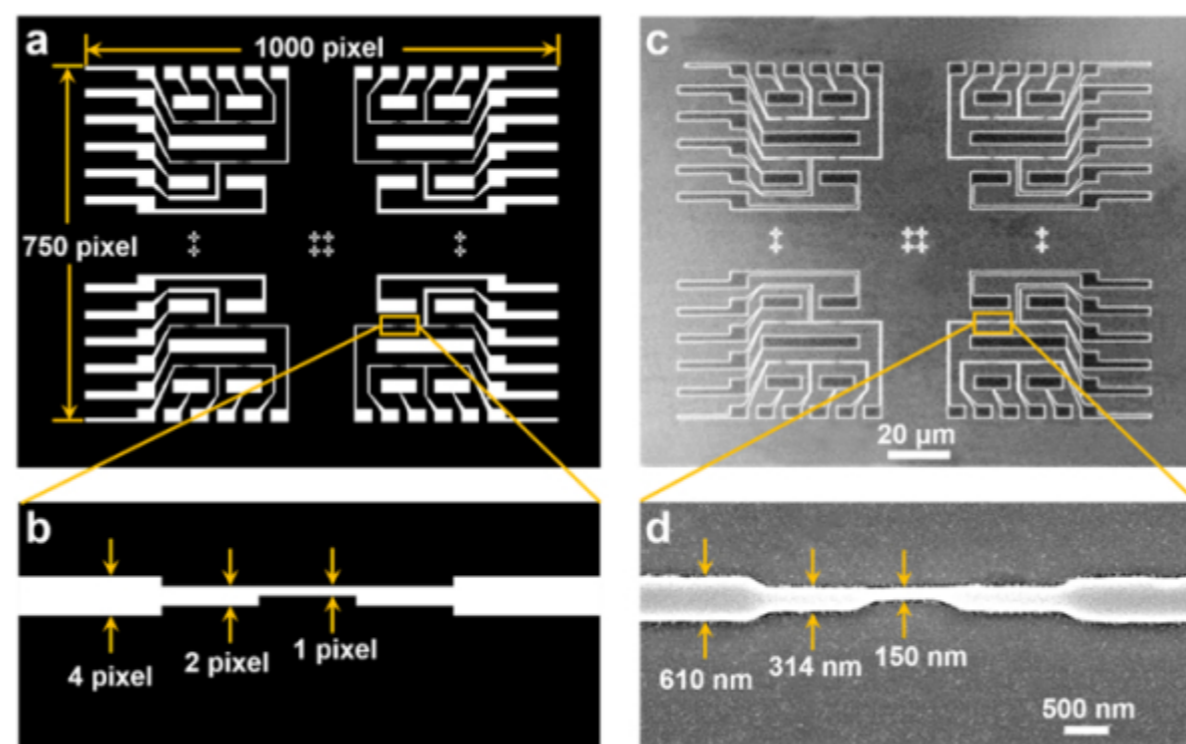 a
1000 pixel
750 pixel
c
20 µm
b
4 pixel
2 pixel
1 pixel
d
610 nm
314 nm
150 nm
500 nm